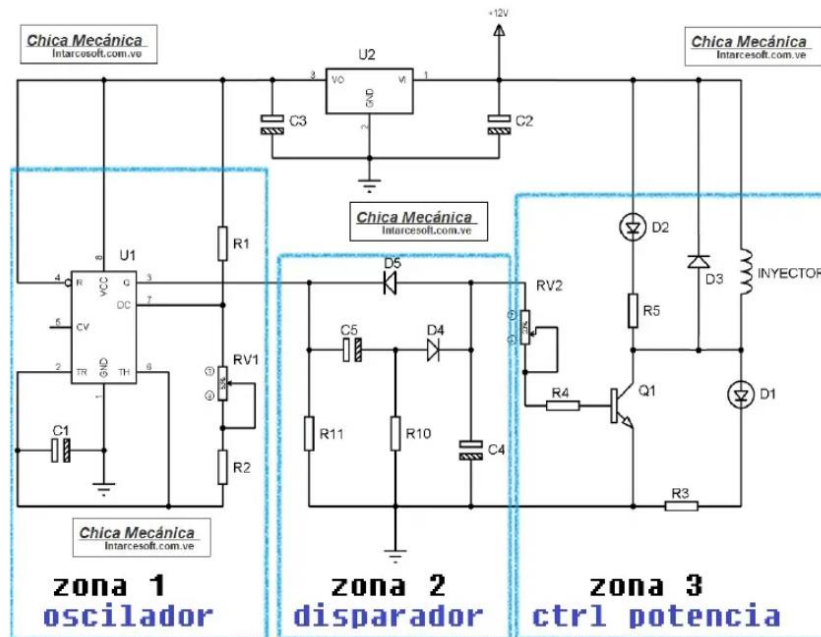 +12V
Chica Mecánica
Intarcesoft.com.ve
Chica Mecánica
Intarcesoft.com.ve
U2
3
VO
VI
1
GND
2
C3
C2
Chica Mecánica
Intarcesoft.com.ve
U1
R1
8
4
R
VCC
Q
3
DC
7
5
CV
2
TR
GND
TH
6
1
RV1
50%
C1
R2
D5
C5
D4
R11
R10
C4
RV2
D2
D3
INYECTOR
R5
R4
Q1
D1
R3
Chica Mecánica
Intarcesoft.com.ve
zona 1
oscilador
zona 2
disparador
zona 3
ctrl potencia